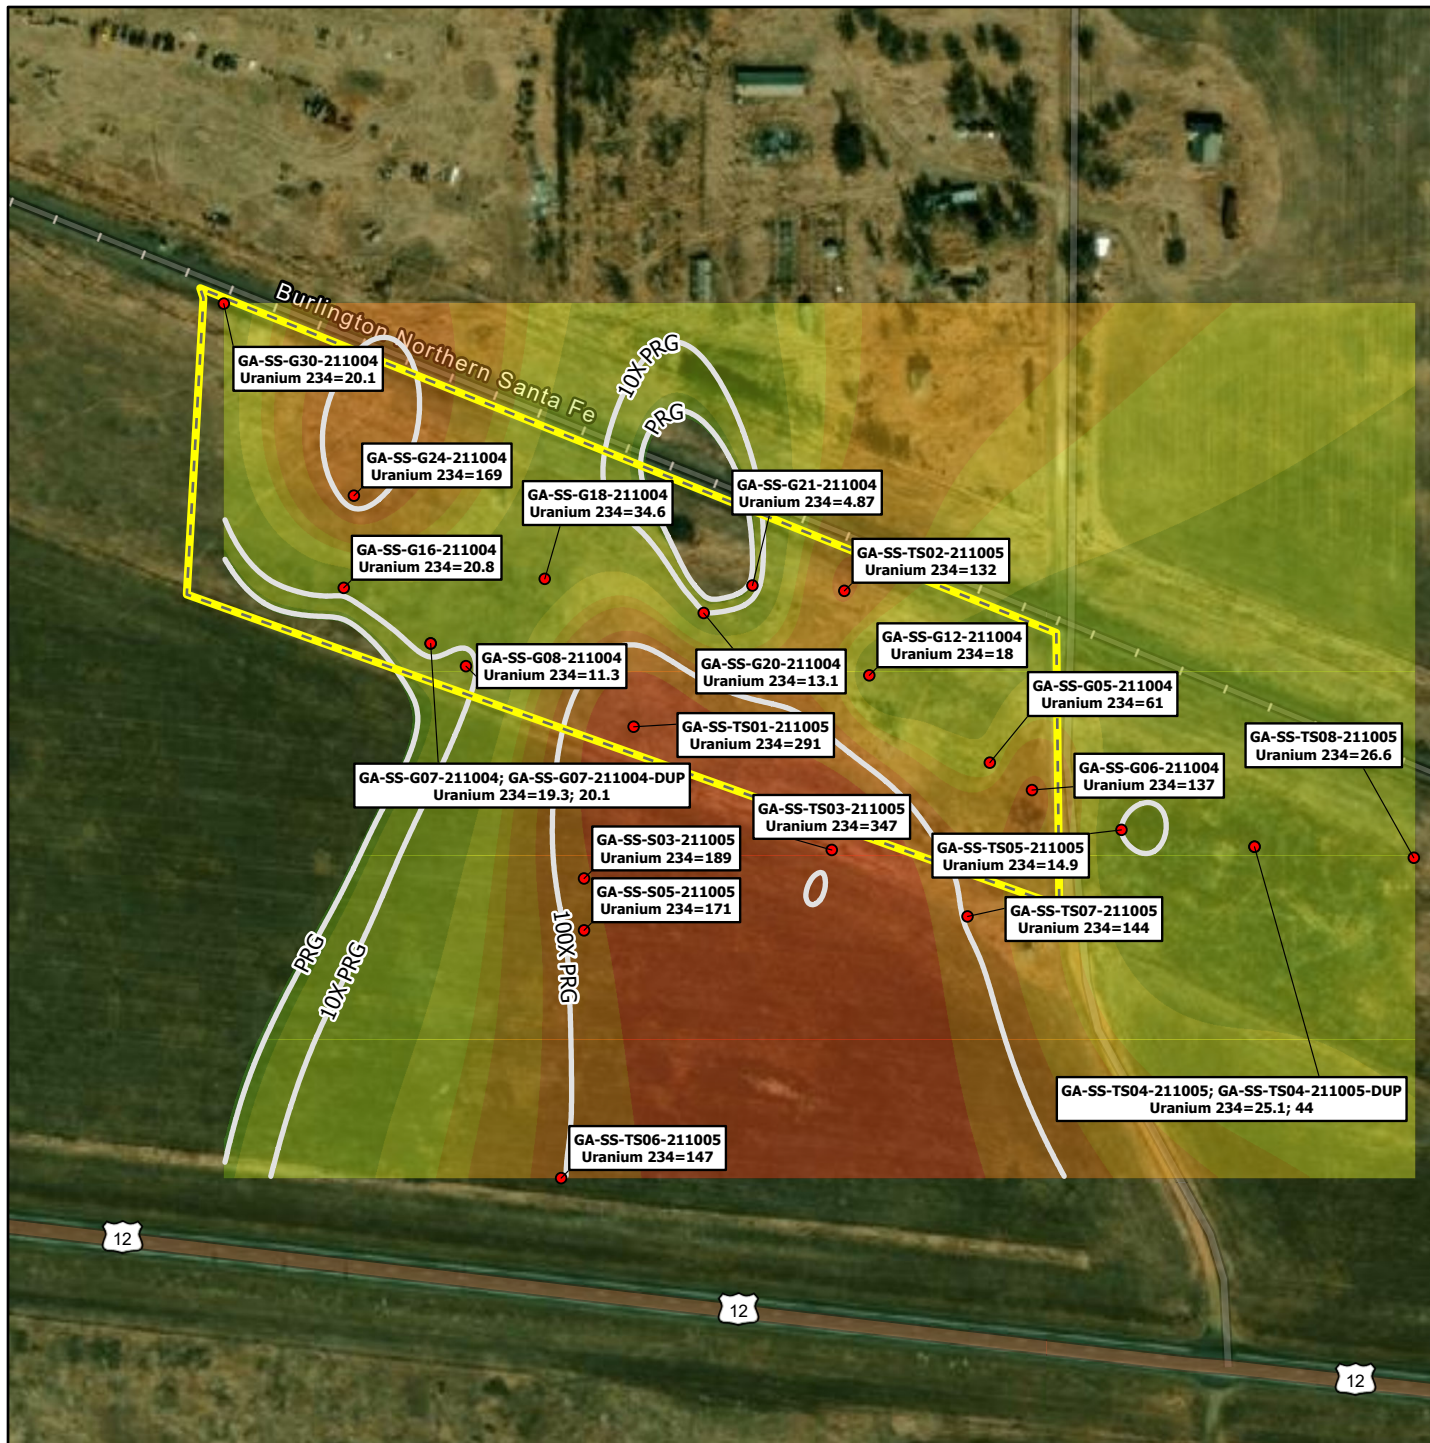 Burlington Northern Santa Fe
GA-SS-G30-211004
Uranium 234=20.1
10X PRG
PRG
GA-SS-G24-211004
Uranium 234=169
GA-SS-G18-211004
Uranium 234=34.6
GA-SS-G21-211004
Uranium 234=4.87
GA-SS-G16-211004
Uranium 234=20.8
GA-SS-TS02-211005
Uranium 234=132
GA-SS-G08-211004
Uranium 234=11.3
GA-SS-G20-211004
Uranium 234=13.1
GA-SS-G12-211004
Uranium 234=18
GA-SS-G05-211004
Uranium 234=61
GA-SS-TS01-211005
Uranium 234=291
GA-SS-TS08-211005
Uranium 234=26.6
GA-SS-G07-211004; GA-SS-G07-211004-DUP
Uranium 234=19.3; 20.1
GA-SS-G06-211004
Uranium 234=137
GA-SS-TS03-211005
Uranium 234=347
GA-SS-S03-211005
Uranium 234=189
GA-SS-TS05-211005
Uranium 234=14.9
GA-SS-S05-211005
Uranium 234=171
GA-SS-TS07-211005
Uranium 234=144
PRG
10X PRG
100X PRG
GA-SS-TS04-211005; GA-SS-TS04-211005-DUP
Uranium 234=25.1; 44
GA-SS-TS06-211005
Uranium 234=147
12
12
12